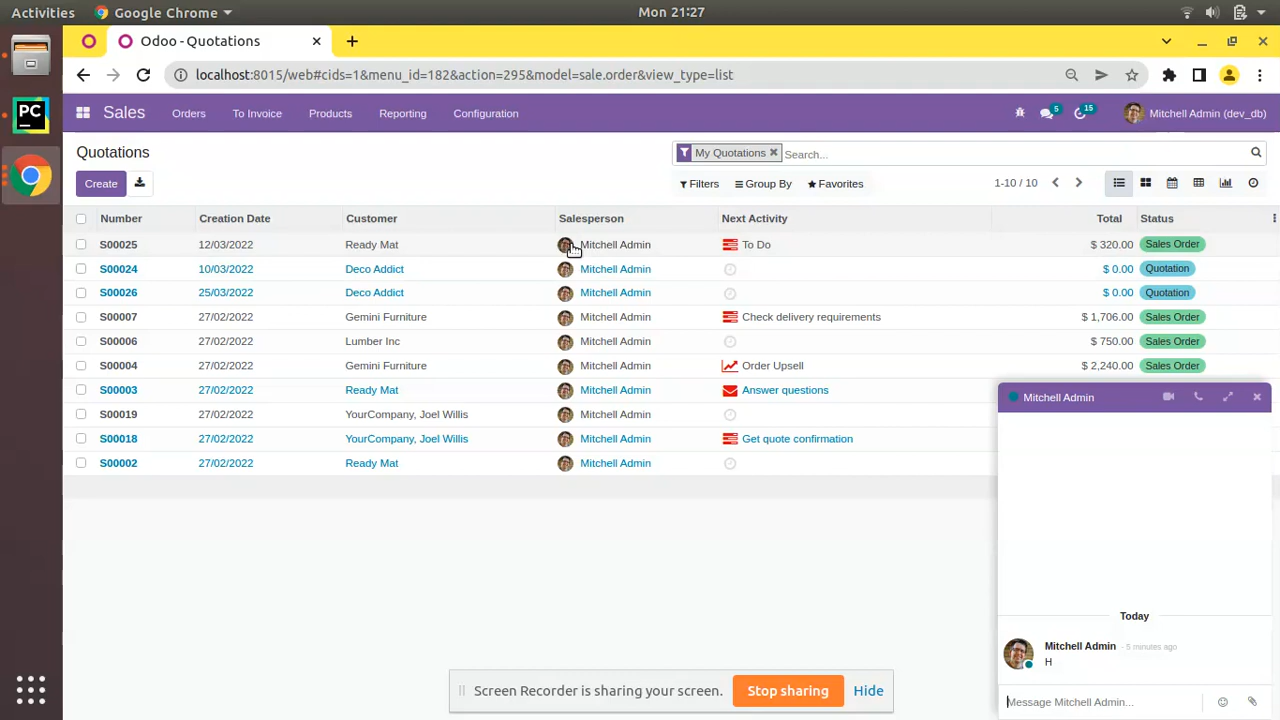 Activities Google Chrome Mon 21:27
Odoo - Quotations
localhost:8015/web#cids=1&menu_id=182&action=295&model=sale.order&view_type=list
Sales Orders To Invoice Products Reporting Configuration 5 15 Mitchell Admin (dev_db)
Quotations My Quotations Search...
Create Filters Group By Favorites 1-10 / 10
Number Creation Date Customer Salesperson Next Activity Total Status
S00025 12/03/2022 Ready Mat Mitchell Admin To Do $ 320.00 Sales Order
S00024 10/03/2022 Deco Addict Mitchell Admin $ 0.00 Quotation
S00026 25/03/2022 Deco Addict Mitchell Admin $ 0.00 Quotation
S00007 27/02/2022 Gemini Furniture Mitchell Admin Check delivery requirements $ 1,706.00 Sales Order
S00006 27/02/2022 Lumber Inc Mitchell Admin $ 750.00 Sales Order
S00004 27/02/2022 Gemini Furniture Mitchell Admin Order Upsell $ 2,240.00 Sales Order
S00003 27/02/2022 Ready Mat Mitchell Admin Answer questions
S00019 27/02/2022 YourCompany, Joel Willis Mitchell Admin
S00018 27/02/2022 YourCompany, Joel Willis Mitchell Admin Get quote confirmation
S00002 27/02/2022 Ready Mat Mitchell Admin
Mitchell Admin
Today
Mitchell Admin - 5 minutes ago
H
Message Mitchell Admin...
PC
Screen Recorder is sharing your screen. Stop sharing Hide